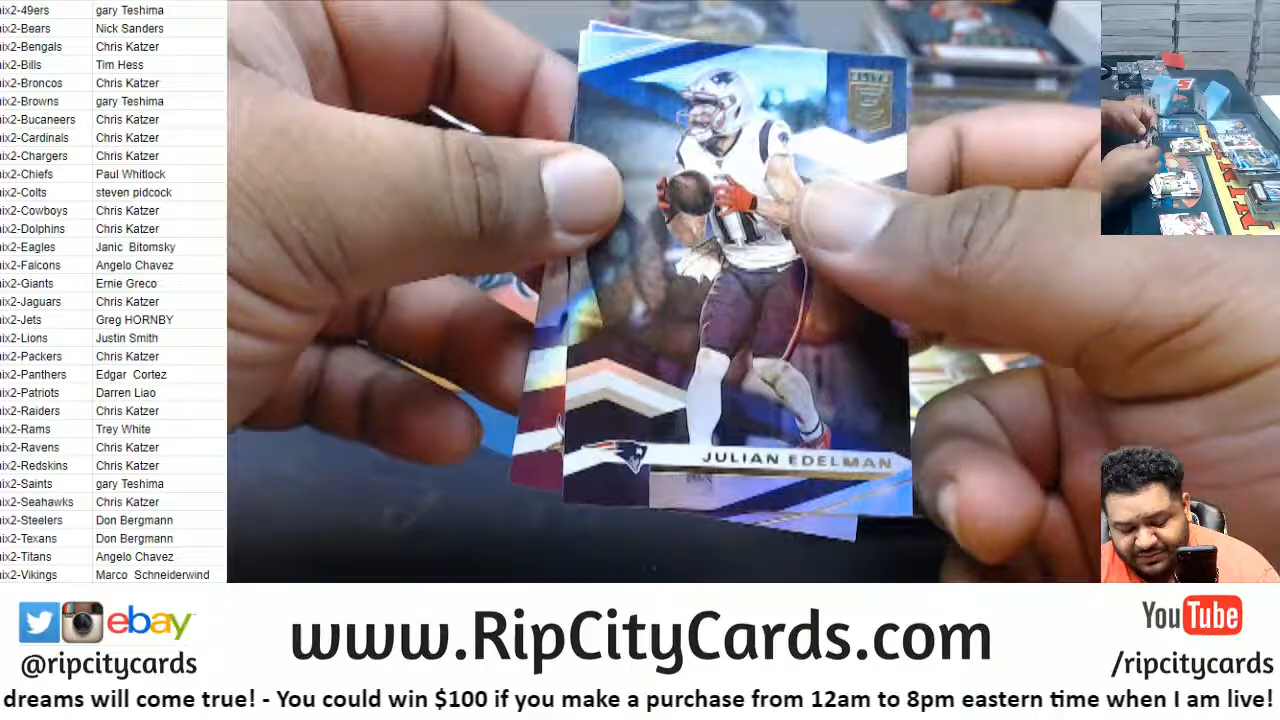 ix2-49ers gary Teshima
ix2-Bears Nick Sanders
ix2-Bengals Chris Katzer
ix2-Bills Tim Hess
ix2-Broncos Chris Katzer
ix2-Browns gary Teshima
ix2-Bucaneers Chris Katzer
ix2-Cardinals Chris Katzer
ix2-Chargers Chris Katzer
ix2-Chiefs Paul Whitlock
ix2-Colts steven pidcock
ix2-Cowboys Chris Katzer
ix2-Dolphins Chris Katzer
ix2-Eagles Janic Bitomsky
ix2-Falcons Angelo Chavez
ix2-Giants Ernie Greco
ix2-Jaguars Chris Katzer
ix2-Jets Greg HORNBY
ix2-Lions Justin Smith
ix2-Packers Chris Katzer
ix2-Panthers Edgar Cortez
ix2-Patriots Darren Liao
ix2-Raiders Chris Katzer
ix2-Rams Trey White
ix2-Ravens Chris Katzer
ix2-Redskins Chris Katzer
ix2-Saints gary Teshima
ix2-Seahawks Chris Katzer
ix2-Steelers Don Bergmann
ix2-Texans Don Bergmann
ix2-Titans Angelo Chavez
ix2-Vikings Marco Schneiderwind
ELITE
11
JULIAN EDELMAN
ebay
@ripcitycards
www.RipCityCards.com
YouTube
/ripcitycards
dreams will come true! - You could win $100 if you make a purchase from 12am to 8pm eastern time when I am live!